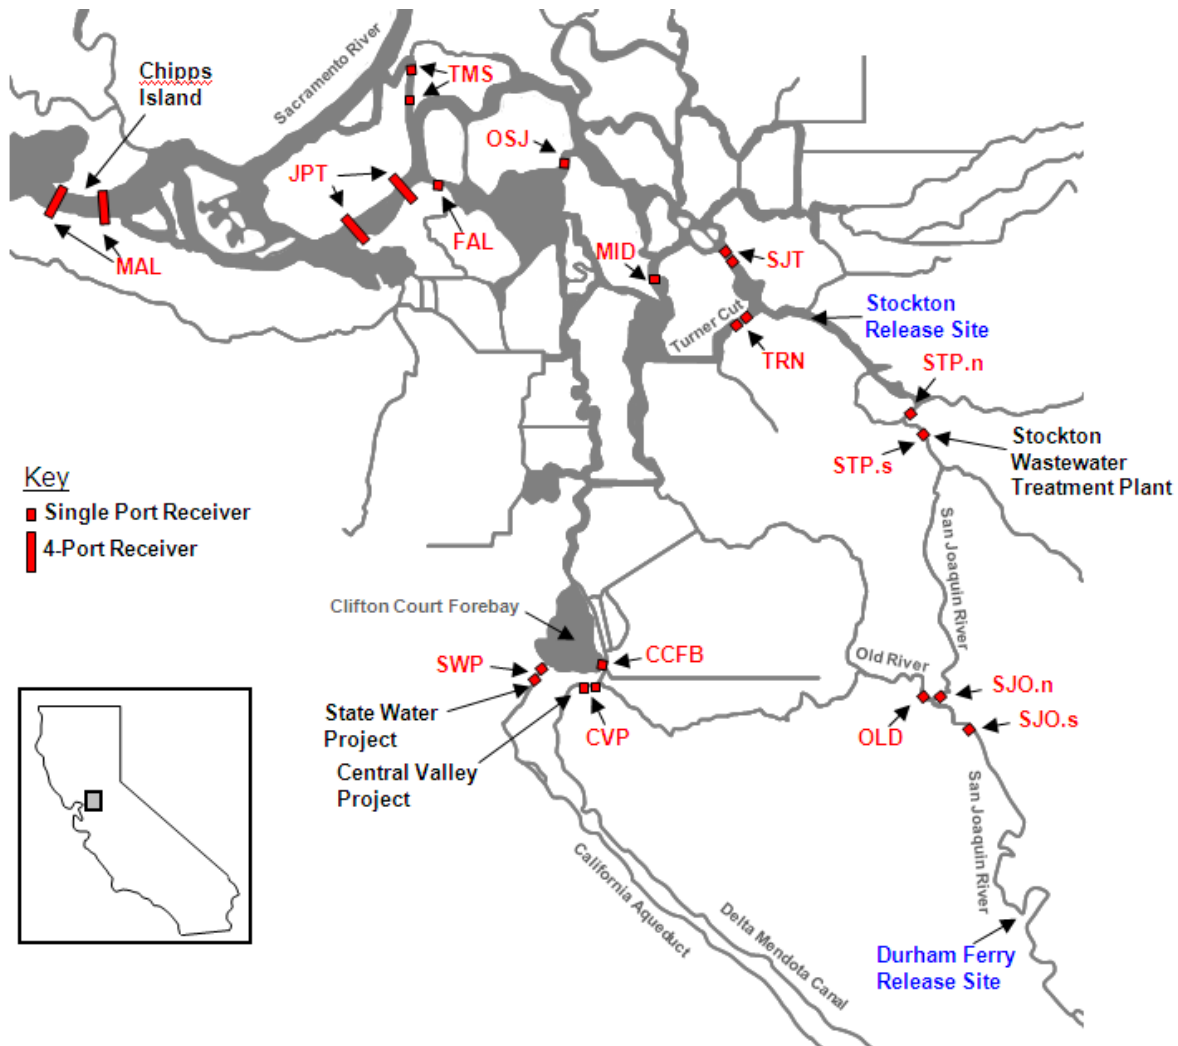 Chipps
Island
Sacramento River
TMS
OSJ
JPT
FAL
MAL
MID
SJT
Turner Cut
TRN
Stockton
Release Site
STP.n
STP.s
Stockton
Wastewater
Treatment Plant
Key
Single Port Receiver
4-Port Receiver
San Joaquin River
Clifton Court Forebay
SWP
CCFB
Old River
State Water
Project
CVP
OLD
SJO.n
SJO.s
Central Valley
Project
San Joaquin River
California Aqueduct
Delta Mendota Canal
Durham Ferry
Release Site